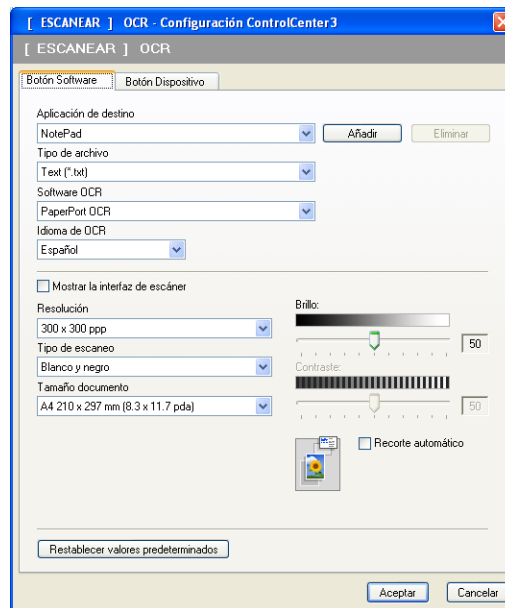 [ ESCANEAR ] OCR - Configuración ControlCenter3
[ ESCANEAR ] OCR
Botón Software Botón Dispositivo
Aplicación de destino
NotePad Añadir Eliminar
Tipo de archivo
Text (*.txt)
Software OCR
PaperPort OCR
Idioma de OCR
Español
Mostrar la interfaz de escáner
Resolución Brillo:
300 x 300 ppp 50
Tipo de escaneo
Blanco y negro Contraste:
Tamaño documento
A4 210 x 297 mm (8.3 x 11.7 pda) 50
Recorte automático
Restablecer valores predeterminados
Aceptar Cancelar